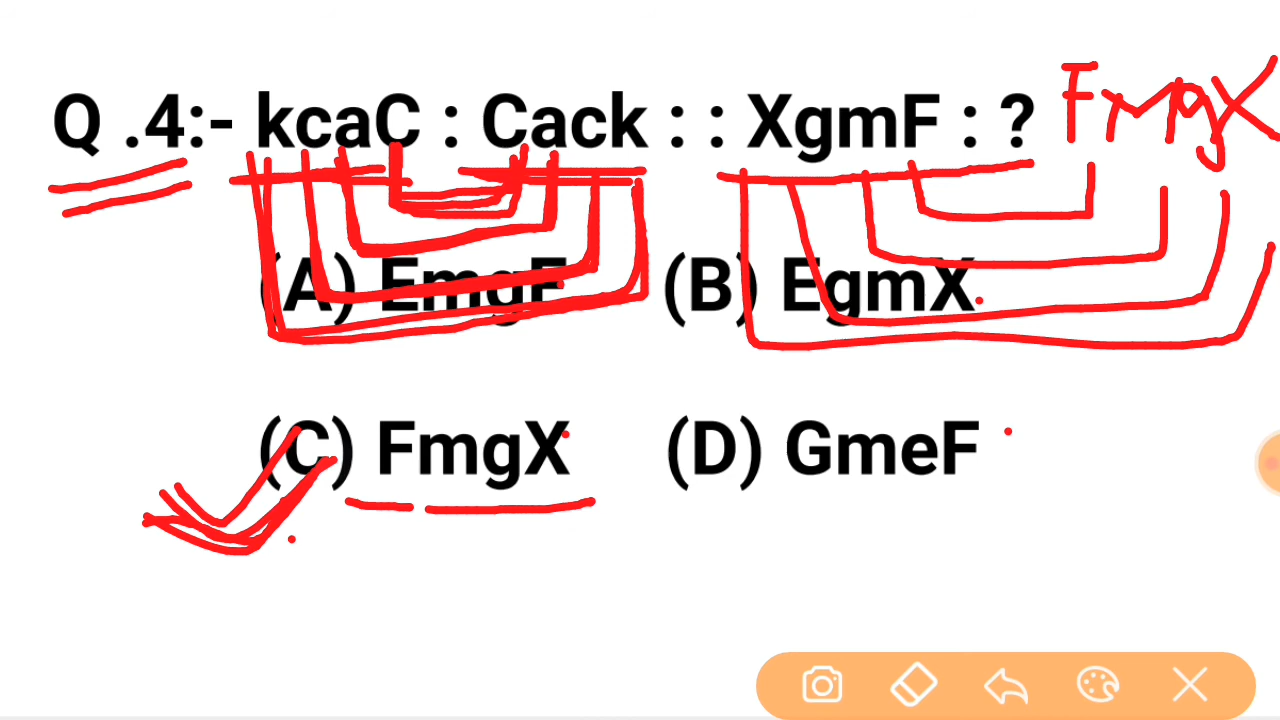 Q .4:- kcaC : Cack : : XgmF : ? FmgX
(A) EmgF (B) EgmX
(C) FmgX (D) GmeF